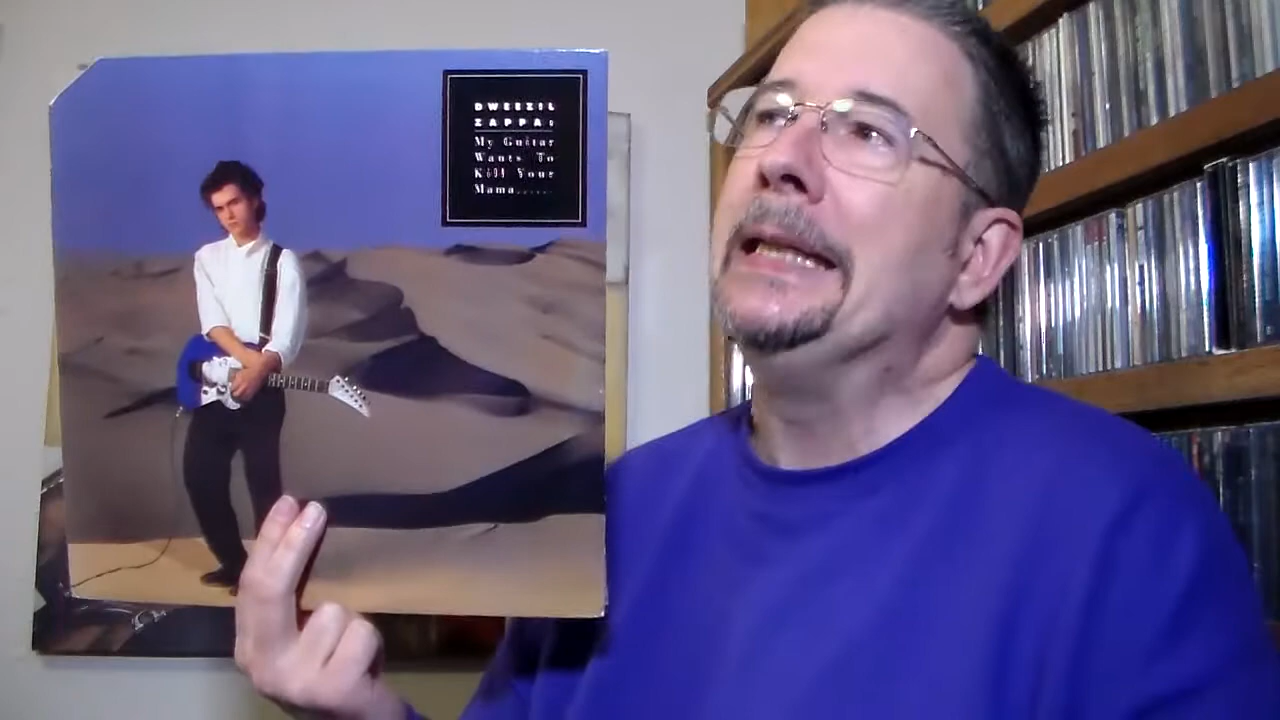 DWEEZIL
ZAPPA:
My Guitar
Wants To
Kill Your
Mama......